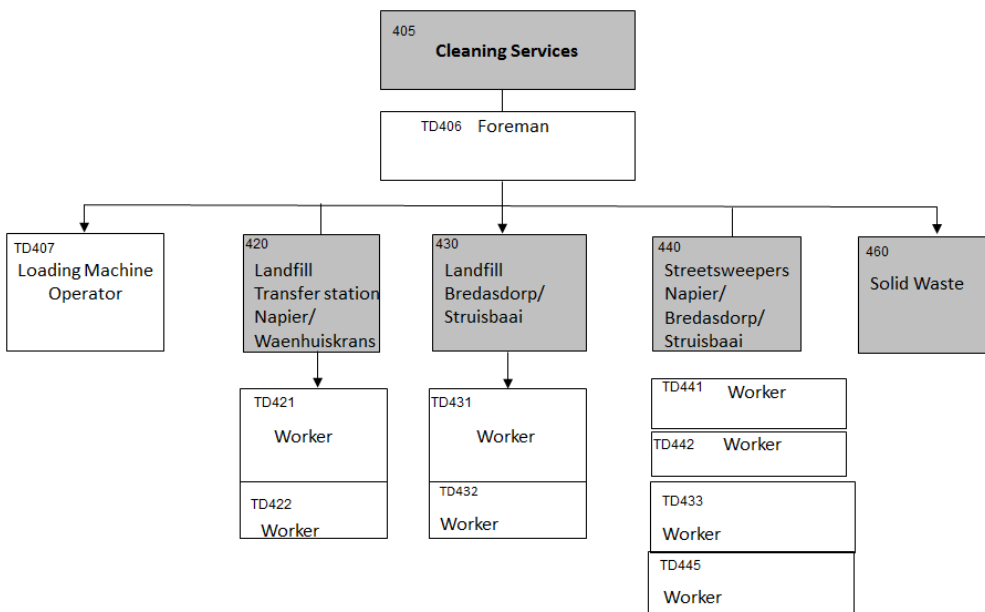 405
Cleaning Services
TD406 Foreman
TD407
Loading Machine
Operator
420
Landfill
Transfer station
Napier/
Waenhuiskrans
430
Landfill
Bredasdorp/
Struisbaai
440
Streetsweepers
Napier/
Bredasdorp/
Struisbaai
460
Solid Waste
TD421
Worker
TD422
Worker
TD431
Worker
TD432
Worker
TD441 Worker
TD442 Worker
TD433
Worker
TD445
Worker